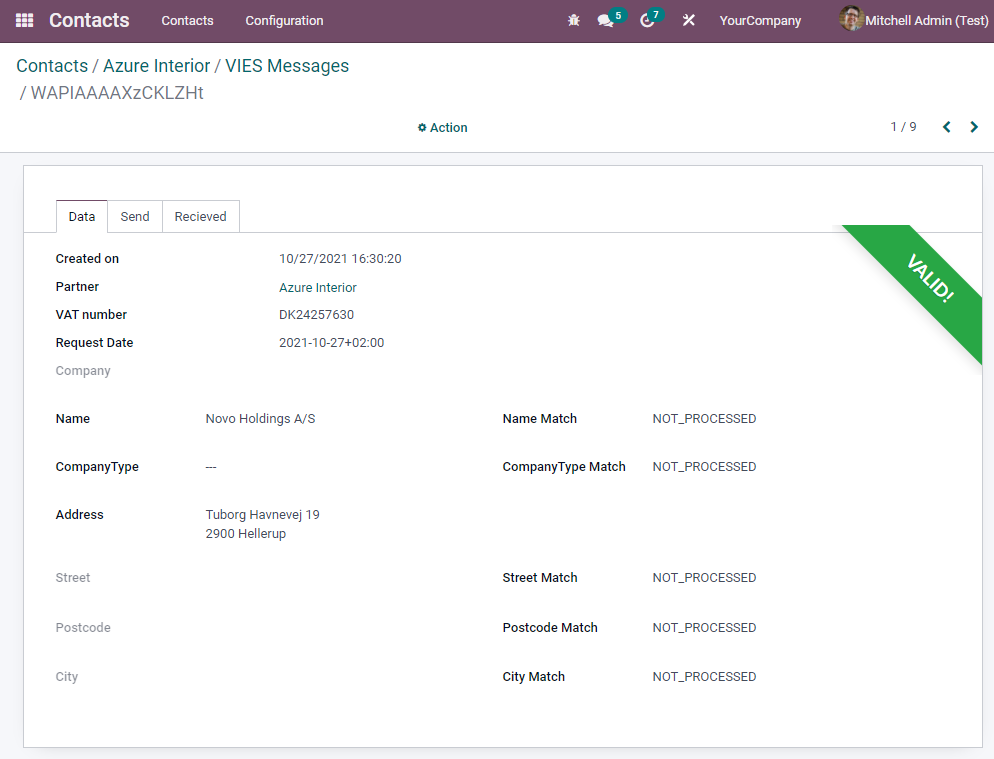 Contacts Contacts Configuration 5 7 YourCompany Mitchell Admin (Test)
Contacts / Azure Interior / VIES Messages
/ WAPIAAAAXzCKLZHt
Action 1 / 9
Data Send Recieved
VALID!
Created on 10/27/2021 16:30:20
Partner Azure Interior
VAT number DK24257630
Request Date 2021-10-27+02:00
Company
Name Novo Holdings A/S Name Match NOT_PROCESSED
CompanyType --- CompanyType Match NOT_PROCESSED
Address Tuborg Havnevej 19
2900 Hellerup
Street Street Match NOT_PROCESSED
Postcode Postcode Match NOT_PROCESSED
City City Match NOT_PROCESSED